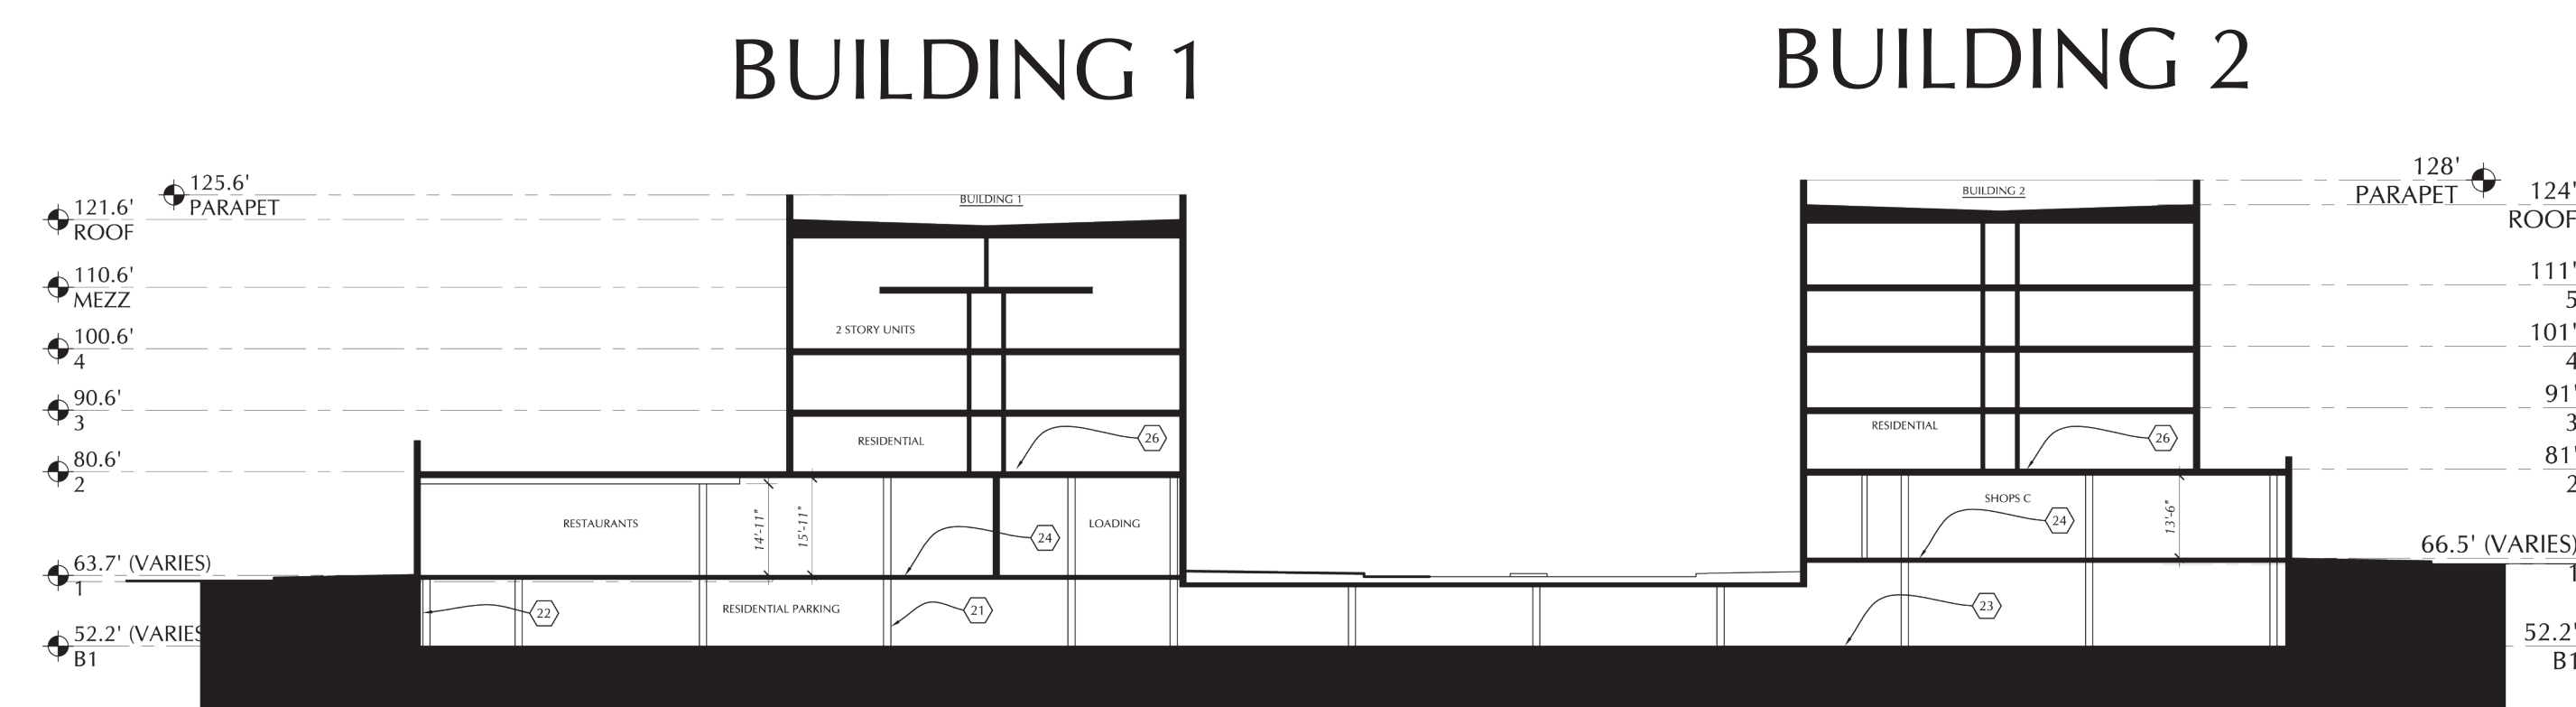 BUILDING 1
BUILDING 2
125.6'
PARAPET
121.6'
ROOF
110.6'
MEZZ
100.6'
4
90.6'
3
80.6'
2
63.7' (VARIES)
1
52.2' (VARIES
B1
BUILDING 1
2 STORY UNITS
RESIDENTIAL
26
RESTAURANTS
14'-11"
15'-11"
24
LOADING
22
RESIDENTIAL PARKING
21
BUILDING 2
RESIDENTIAL
26
SHOPS C
24
13'-6"
23
128'
PARAPET
124'
ROOF
111'
5
101'
4
91'
3
81'
2
66.5' (VARIES)
1
52.2'
B1